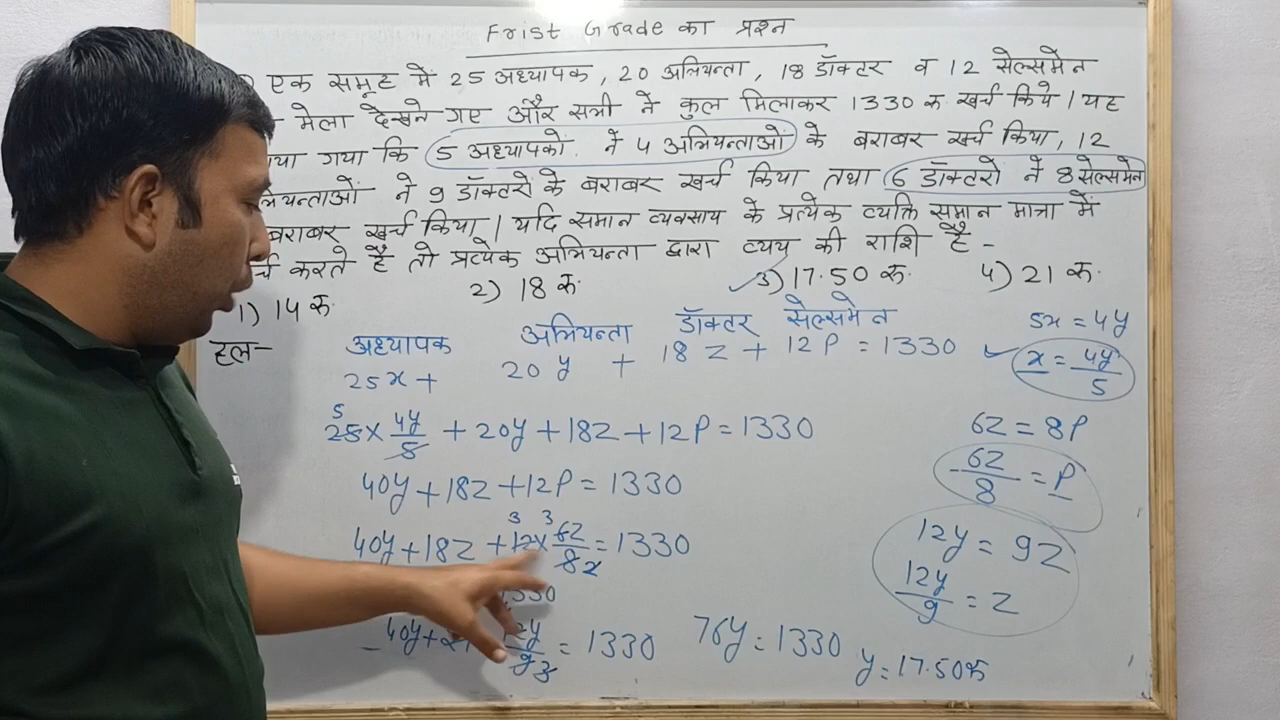 Frist Grade का प्रश्न
एक समूह में 25 अध्यापक, 20 अभियन्ता, 18 डॉक्टर व 12 सेल्समेन
मेला देखने गए और सभी ने कुल मिलाकर 1330 रु. खर्च किये। यह
गया कि 5 अध्यापकों ने 4 अभियन्ताओं के बराबर खर्च किया, 12
ने 9 डॉक्टरों के बराबर खर्च किया तथा 6 डॉक्टरों ने 8 सेल्समेन
बराबर खर्च किया। यदि समान व्यवसाय के प्रत्येक व्यक्ति समान मात्रा में
करते है तो प्रत्येक अभियन्ता द्वारा व्यय की राशि है -
1) 14 रु. 2) 18 रु. 3) 17.50 रु. 4) 21 रु.
हल- अध्यापक अभियन्ता डॉक्टर सेल्समेन
25x + 20y + 18z + 12P = 1330
5x = 4y
x = 4y/5
25 x 4y/5 + 20y + 18z + 12P = 1330
5
6z = 8P
6z/8 = P
40y + 18z + 12P = 1330
40y + 18z + 12 x 6z/8 = 1330
3 3 2
12y = 9z
12y/9 = z
40y + 12y/9 = 1330
3
76y = 1330
y = 17.50रु